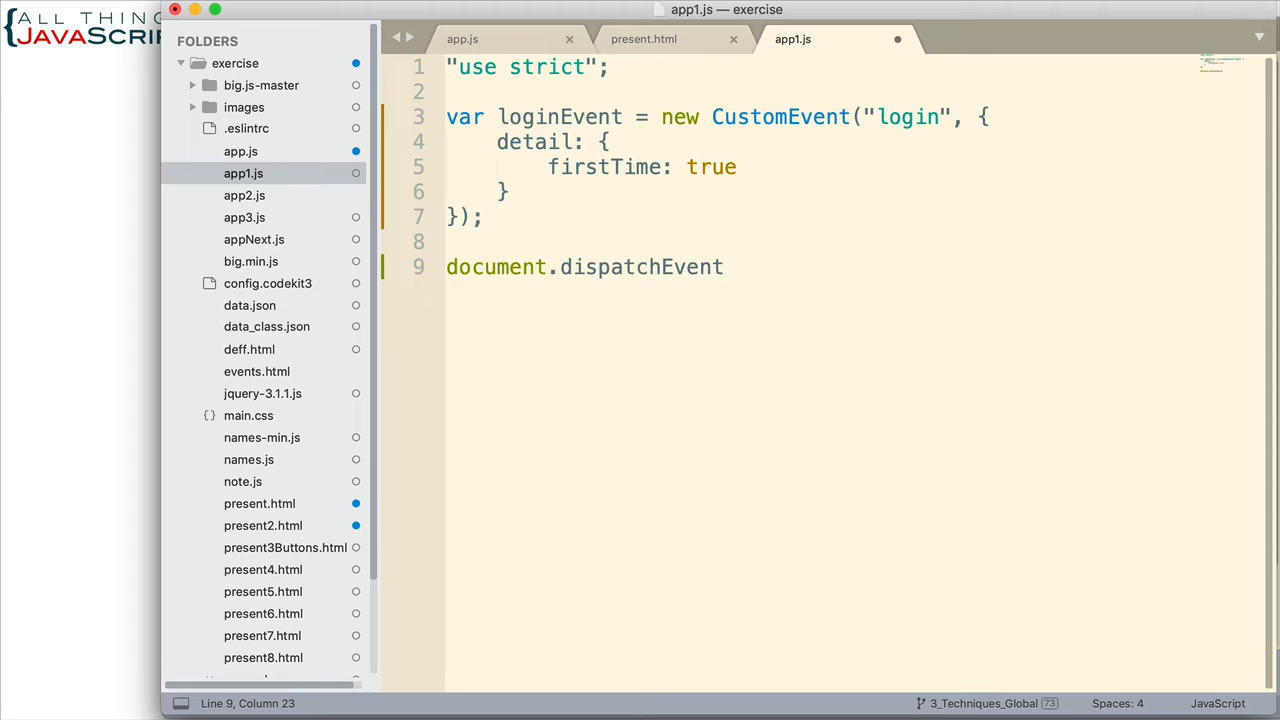 {ALL THING
JAVASCRI
app1.js — exercise
FOLDERS
exercise
big.js-master
images
.eslintrc
app.js
app1.js
app2.js
app3.js
appNext.js
big.min.js
config.codekit3
data.json
data_class.json
deff.html
events.html
jquery-3.1.1.js
{} main.css
names-min.js
names.js
note.js
present.html
present2.html
present3Buttons.html
present4.html
present5.html
present6.html
present7.html
present8.html
app.js × present.html × app1.js
1 "use strict";
2
3 var loginEvent = new CustomEvent("login", {
4 detail: {
5 firstTime: true
6 }
7 });
8
9 document.dispatchEvent
Line 9, Column 23 3_Techniques_Global 73 Spaces: 4 JavaScript